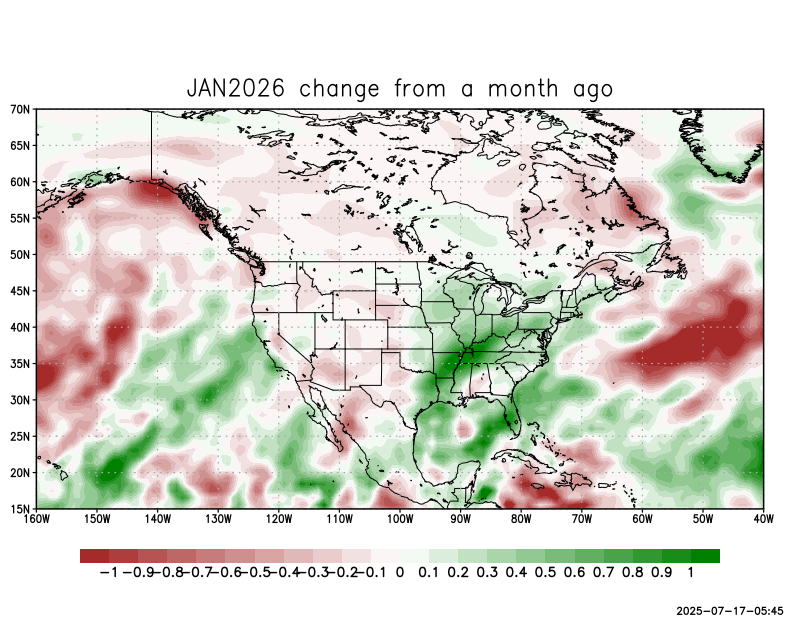 JAN2026 change from a month ago
70N
65N
60N
55N
50N
45N
40N
35N
30N
25N
20N
15N
160W 150W 140W 130W 120W 110W 100W 90W 80W 70W 60W 50W 40W
−1 −0.9 −0.8 −0.7 −0.6 −0.5 −0.4 −0.3 −0.2 −0.1 0 0.1 0.2 0.3 0.4 0.5 0.6 0.7 0.8 0.9 1
2025-07-17-05:45